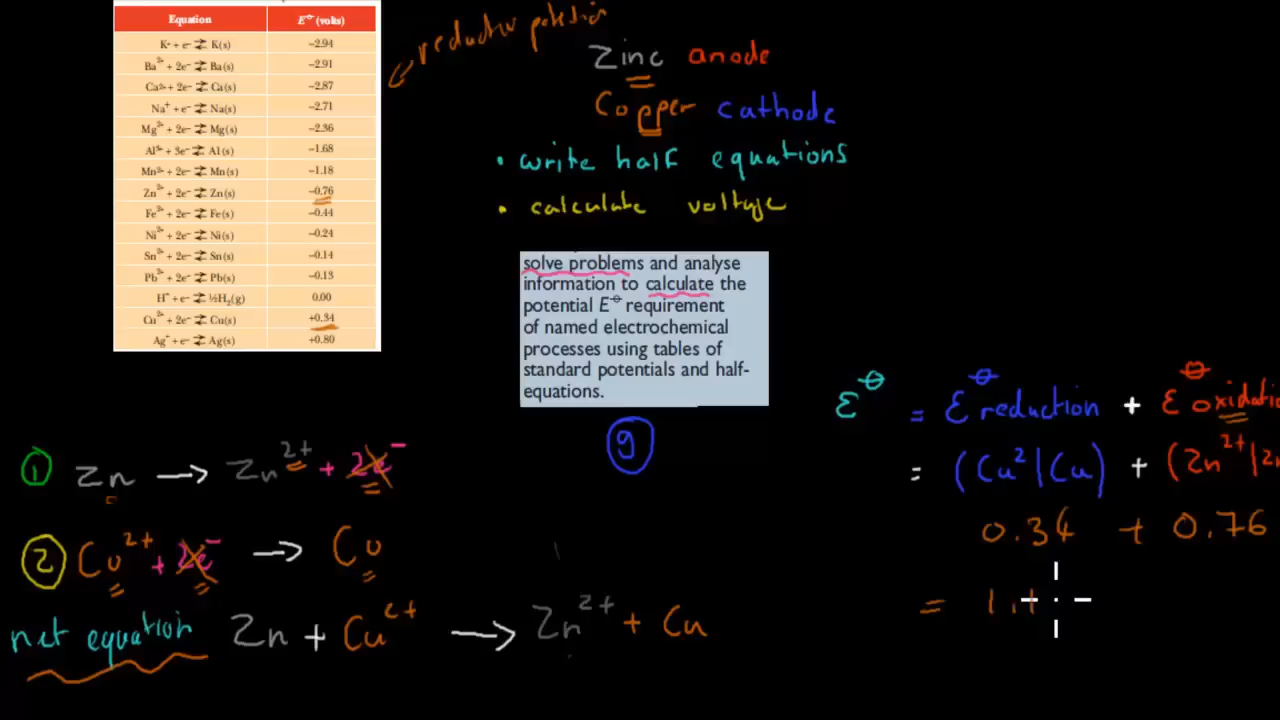 Equation E⦵ (volts)
K⁺ + e⁻ ⇄ K(s) −2.94
Ba²⁺ + 2e⁻ ⇄ Ba(s) −2.91
Ca²⁺ + 2e⁻ ⇄ Ca(s) −2.87
Na⁺ + e⁻ ⇄ Na(s) −2.71
Mg²⁺ + 2e⁻ ⇄ Mg(s) −2.36
Al³⁺ + 3e⁻ ⇄ Al(s) −1.68
Mn²⁺ + 2e⁻ ⇄ Mn(s) −1.18
Zn²⁺ + 2e⁻ ⇄ Zn(s) −0.76
Fe²⁺ + 2e⁻ ⇄ Fe(s) −0.44
Ni²⁺ + 2e⁻ ⇄ Ni(s) −0.24
Sn²⁺ + 2e⁻ ⇄ Sn(s) −0.14
Pb²⁺ + 2e⁻ ⇄ Pb(s) −0.13
H⁺ + e⁻ ⇄ ½H₂(g) 0.00
Cu²⁺ + 2e⁻ ⇄ Cu(s) +0.34
Ag⁺ + e⁻ ⇄ Ag(s) +0.80
Zinc anode
Copper cathode
• write half equations
• calculate voltage
solve problems and analyse
information to calculate the
potential E⦵ requirement
of named electrochemical
processes using tables of
standard potentials and half-
equations.
9
① Zn → Zn²⁺ + 2e⁻
② Cu²⁺ + 2e⁻ → Cu
net equation Zn + Cu²⁺ → Zn²⁺ + Cu
E⦵ = E⦵ reduction + E⦵ oxidati
= (Cu²|Cu) + (Zn²⁺|Zn
0.34 + 0.76
= 1.1